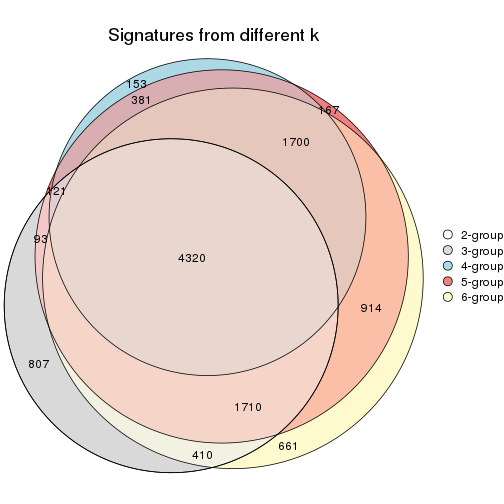 Signatures from different k
153
381
167
1700
121
93
4320
914
807
1710
410
661
2-group
3-group
4-group
5-group
6-group